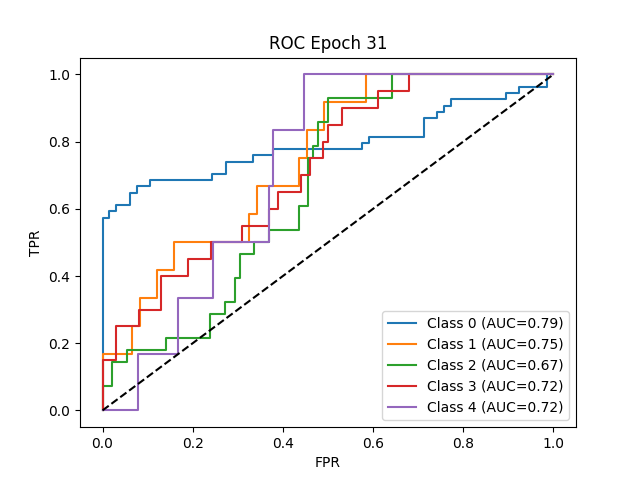 ROC Epoch 31
TPR
1.0
0.8
0.6
0.4
0.2
0.0
Class 0 (AUC=0.79)
Class 1 (AUC=0.75)
Class 2 (AUC=0.67)
Class 3 (AUC=0.72)
Class 4 (AUC=0.72)
0.0 0.2 0.4 0.6 0.8 1.0
FPR